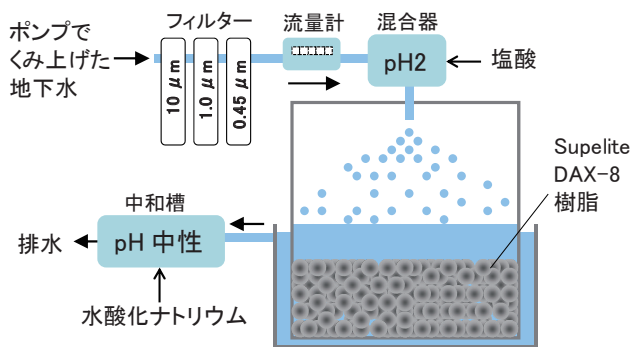 ポンプで
くみ上げた
地下水
フィルター
10 μm
1.0 μm
0.45 μm
流量計
混合器
pH2
塩酸
Supelite
DAX-8
樹脂
中和槽
pH 中性
排水
水酸化ナトリウム